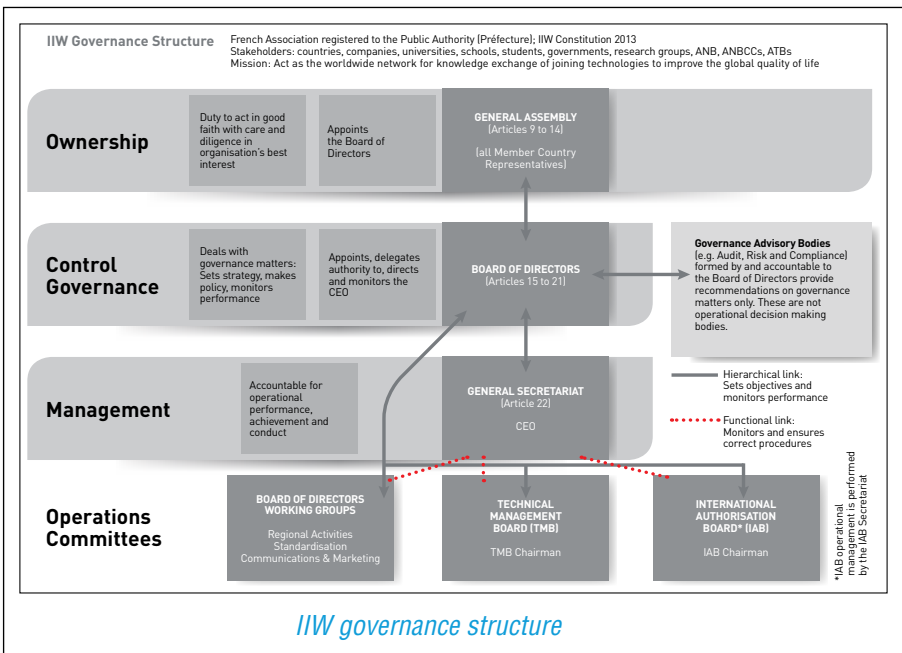 IIW Governance Structure
French Association registered to the Public Authority (Préfecture); IIW Constitution 2013
Stakeholders: countries, companies, universities, schools, students, governments, research groups, ANB, ANBCCs, ATBs
Mission: Act as the worldwide network for knowledge exchange of joining technologies to improve the global quality of life
Ownership
Duty to act in good
faith with care and
diligence in
organisation's best
interest
Appoints
the Board of
Directors
GENERAL ASSEMBLY
(Articles 9 to 14)
(all Member Country
Representatives)
Control
Governance
Deals with
governance matters:
Sets strategy, makes
policy, monitors
performance
Appoints, delegates
authority to, directs
and monitors the
CEO
BOARD OF DIRECTORS
(Articles 15 to 21)
Governance Advisory Bodies
(e.g. Audit, Risk and Compliance)
formed by and accountable to
the Board of Directors provide
recommendations on governance
matters only. These are not
operational decision making
bodies.
Management
Accountable for
operational
performance,
achievement and
conduct
GENERAL SECRETARIAT
(Article 22)
CEO
Hierarchical link:
Sets objectives and
monitors performance
Functional link:
Monitors and ensures
correct procedures
Operations
Committees
BOARD OF DIRECTORS
WORKING GROUPS
Regional Activities
Standardisation
Communications & Marketing
TECHNICAL
MANAGEMENT
BOARD (TMB)
TMB Chairman
INTERNATIONAL
AUTHORISATION
BOARD* (IAB)
IAB Chairman
*IAB operational
management is performed
by the IAB Secretariat
IIW governance structure